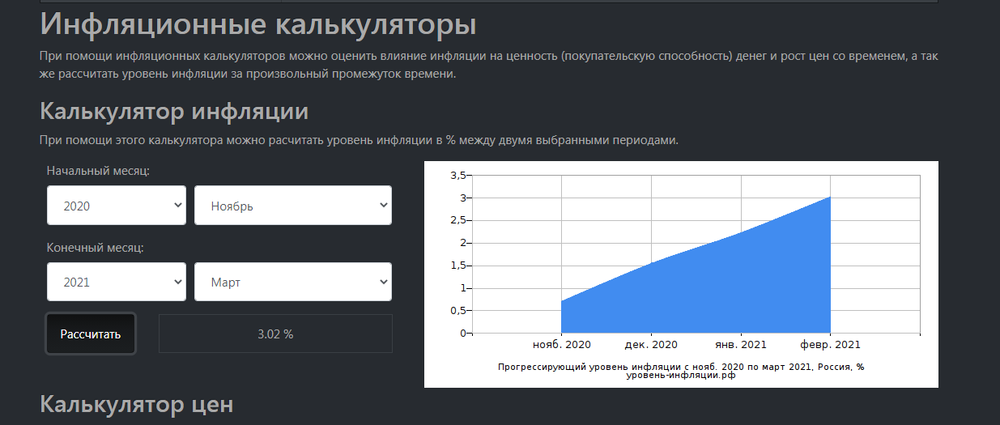 Инфляционные калькуляторы
При помощи инфляционных калькуляторов можно оценить влияние инфляции на ценность (покупательскую способность) денег и рост цен со временем, а так
же рассчитать уровень инфляции за произвольный промежуток времени.
Калькулятор инфляции
При помощи этого калькулятора можно расчитать уровень инфляции в % между двумя выбранными периодами.
Начальный месяц:
2020 Ноябрь
Конечный месяц:
2021 Март
Рассчитать 3.02 %
3,5
3
2,5
2
1,5
1
0,5
0
нояб. 2020 дек. 2020 янв. 2021 февр. 2021
Прогрессирующий уровень инфляции с нояб. 2020 по март 2021, Россия, %
уровень-инфляции.рф
Калькулятор цен